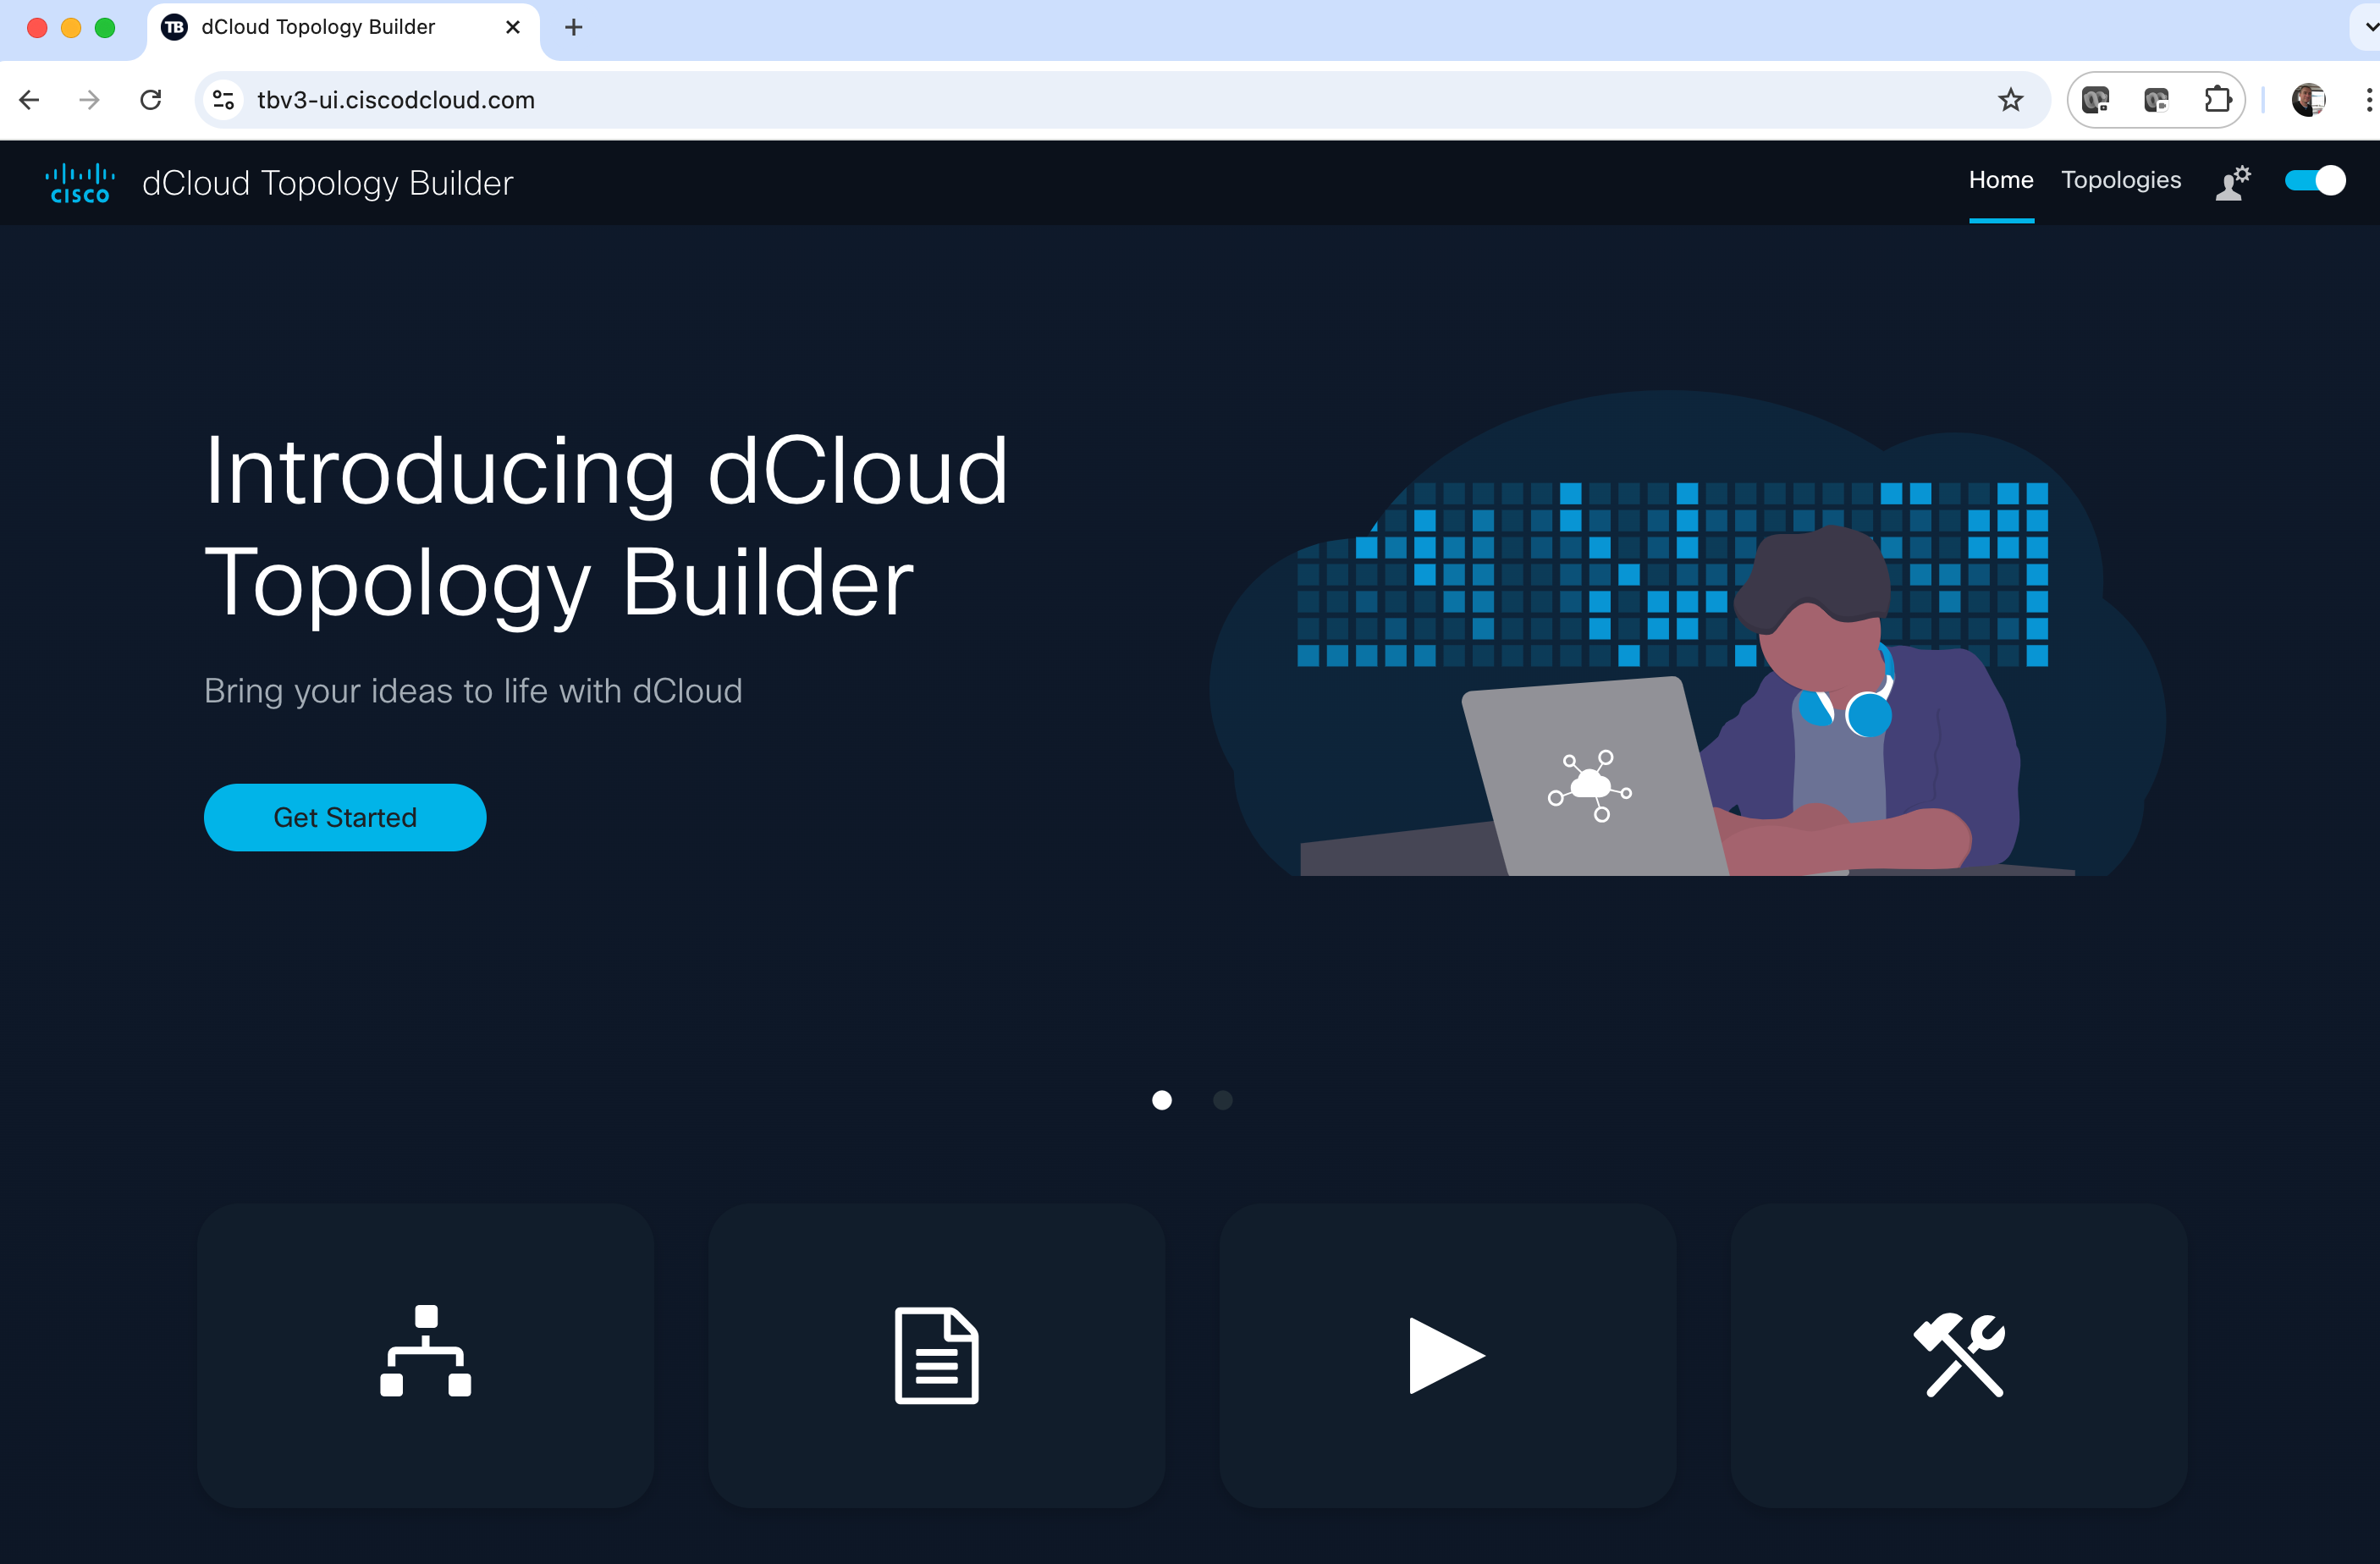 TB dCloud Topology Builder
tbv3-ui.ciscodcloud.com
CISCO dCloud Topology Builder
Home Topologies
Introducing dCloud
Topology Builder
Bring your ideas to life with dCloud
Get Started